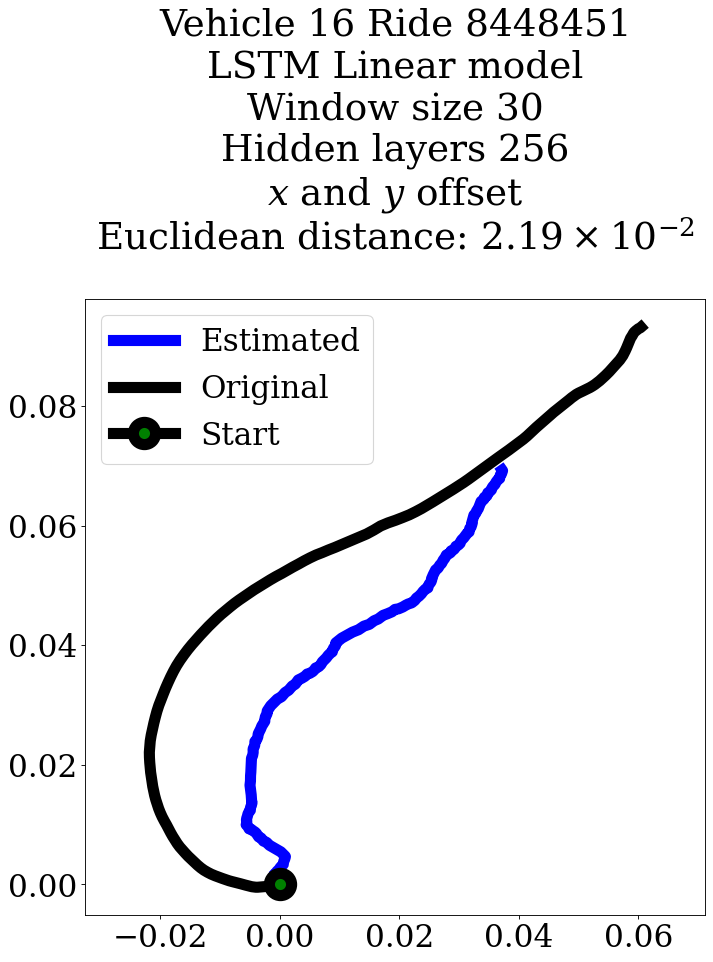 Vehicle 16 Ride 8448451
LSTM Linear model
Window size 30
Hidden layers 256
x and y offset
Euclidean distance: 2.19 × 10⁻²
Estimated
Original
Start
0.08
0.06
0.04
0.02
0.00
−0.02 0.00 0.02 0.04 0.06